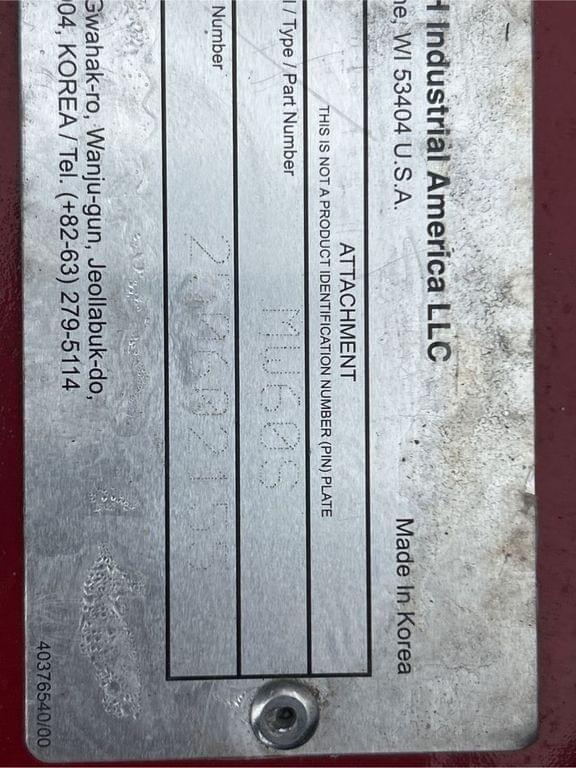 H Industrial America LLC
ne, WI 53404 U.S.A.
Made In Korea
ATTACHMENT
THIS IS NOT A PRODUCT IDENTIFICATION NUMBER (PIN) PLATE
l / Type / Part Number
MW60S
Number
Gwahak-ro, Wanju-gun, Jeollabuk-do,
04, KOREA / Tel. (+82-63) 279-5114
40376540/00